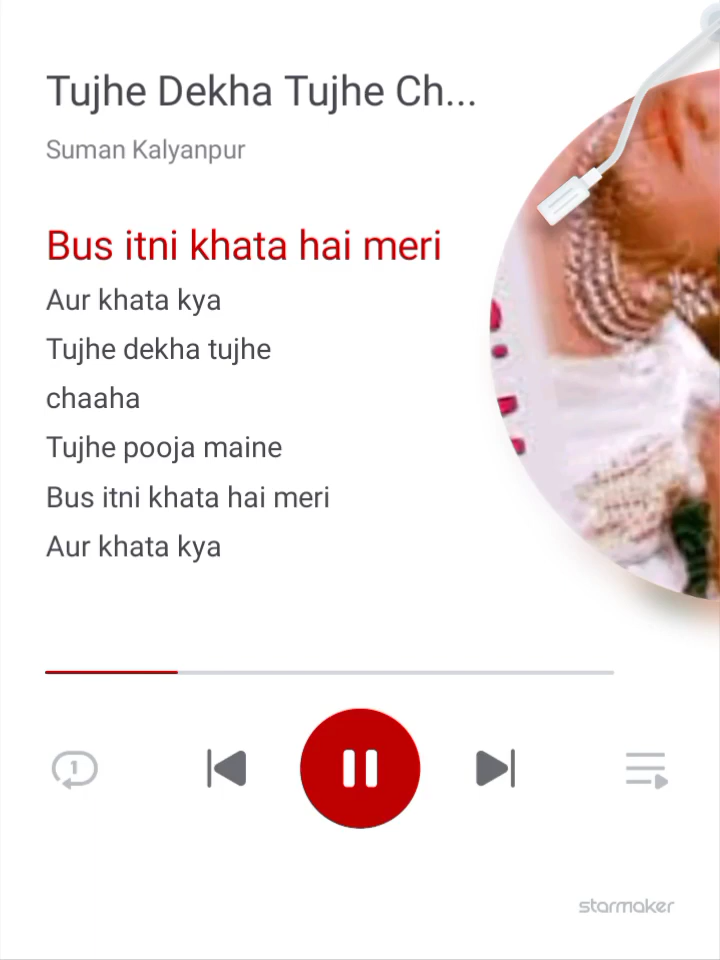 Tujhe Dekha Tujhe Ch...
Suman Kalyanpur
Bus itni khata hai meri
Aur khata kya
Tujhe dekha tujhe
chaaha
Tujhe pooja maine
Bus itni khata hai meri
Aur khata kya
1
starmaker